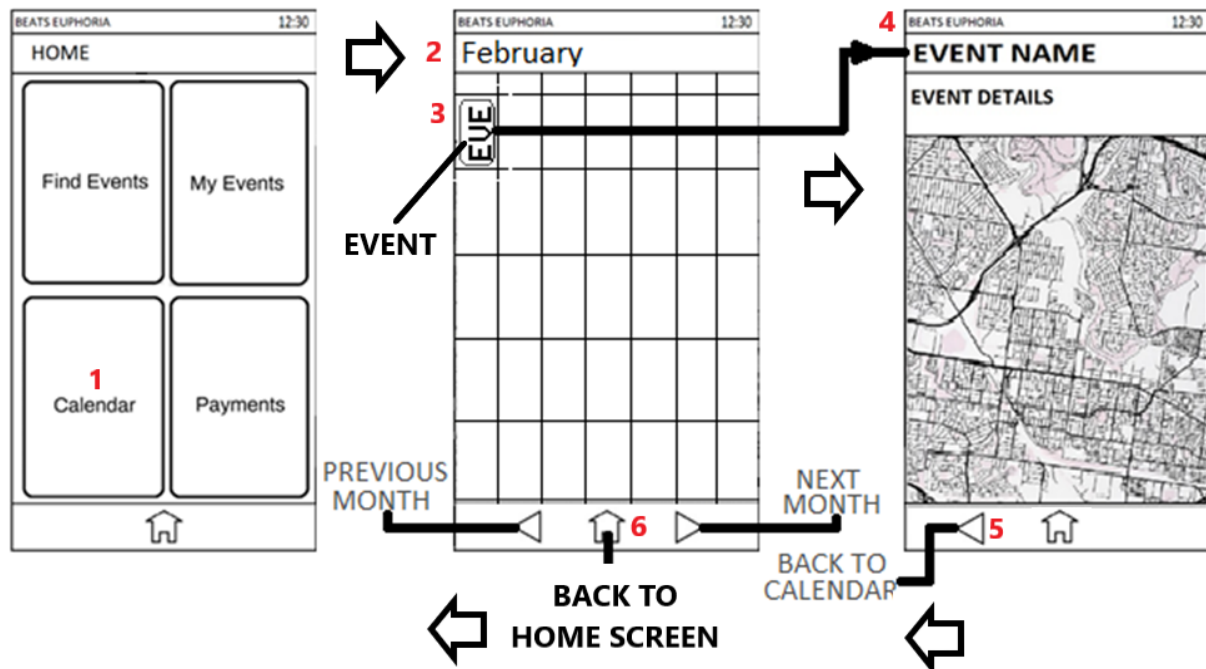 BEATS EUPHORIA 12:30
HOME
Find Events
My Events
1
Calendar
Payments
BEATS EUPHORIA 12:30
2
February
3
EVE
EVENT
PREVIOUS
MONTH
NEXT
MONTH
6
BACK TO
HOME SCREEN
BEATS EUPHORIA 12:30
4
EVENT NAME
EVENT DETAILS
5
BACK TO
CALENDAR